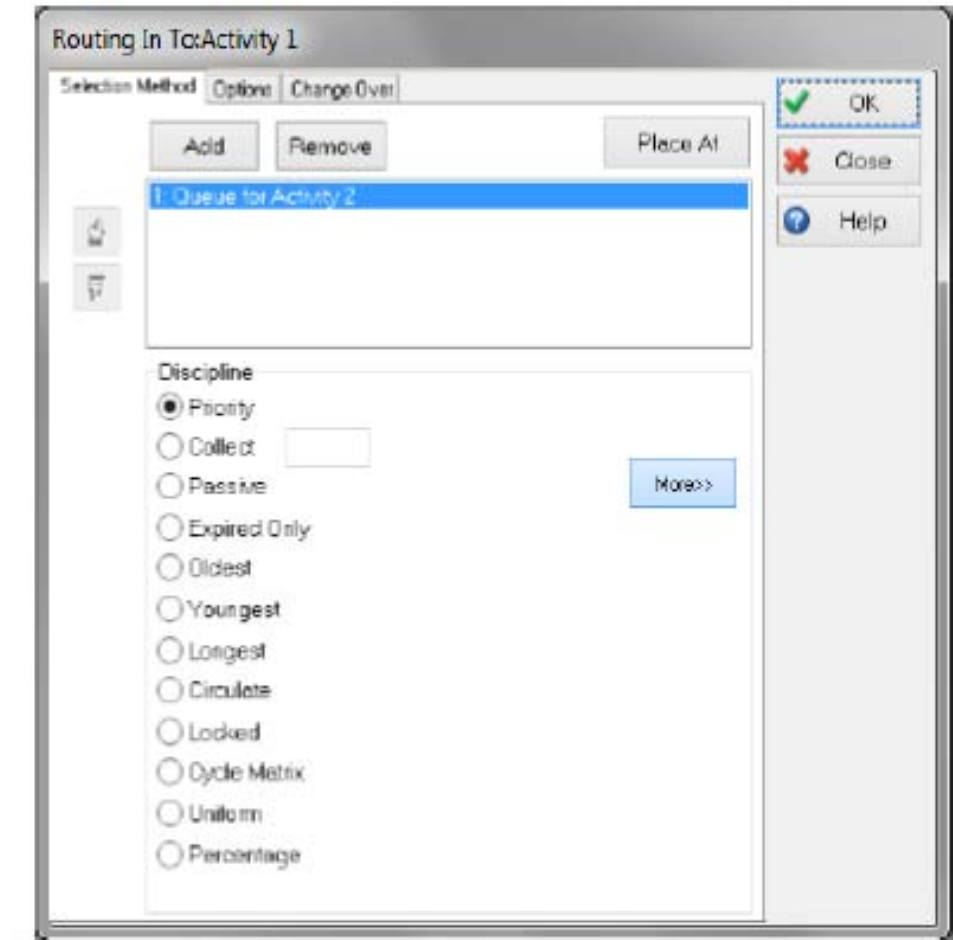 Routing In To:Activity 1
Selection Method Options Change Over
OK
Add Remove Place At
Close
1: Queue for Activity 2
Help
Discipline
Priority
Collect
Passive
More>>
Expired Only
Oldest
Youngest
Longest
Circulate
Locked
Cycle Matrix
Uniform
Percentage